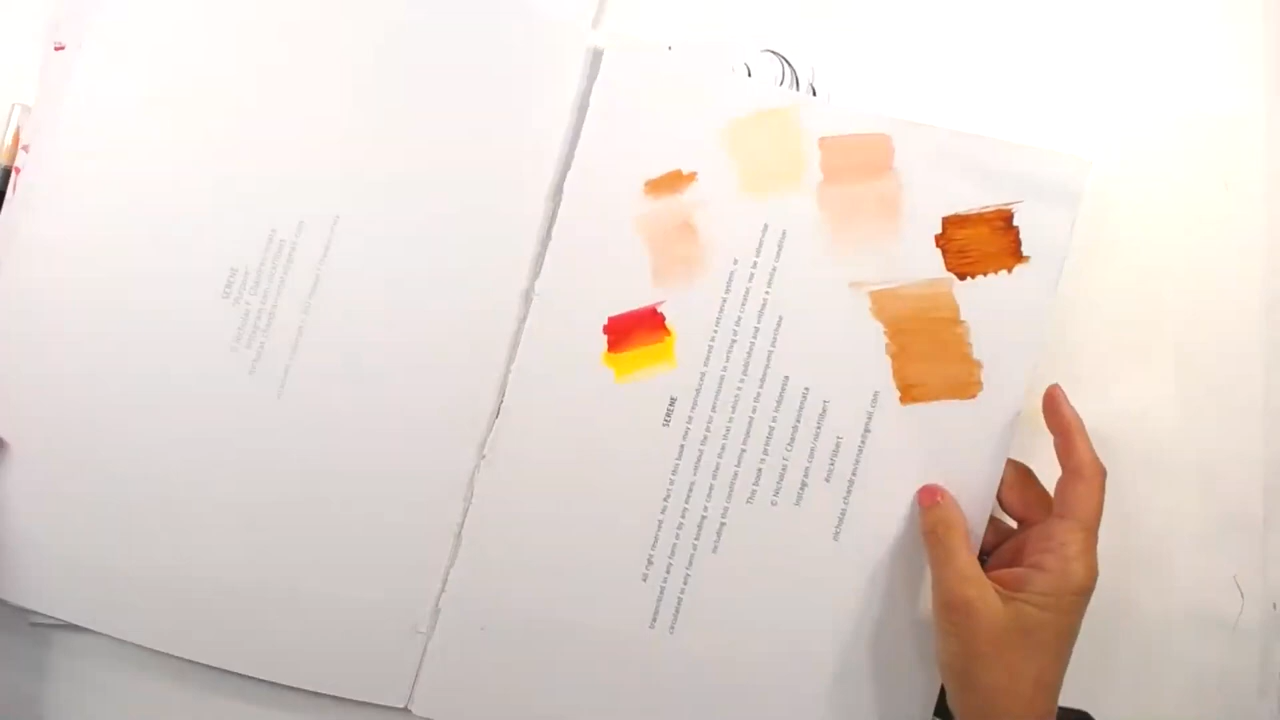 SERENE
"Purpose"
© Nicholas F. Chandrawienata
SERENE
All right reserved. No Part of this book may be reproduced, stored in a retrieval system, or
transmitted in any form or by any means, without the prior permission in writing of the creator, nor be otherwise
circulated in any form of binding or cover other than that in which it is published and without a similar condition
including this condition being imposed on the subsequent purchase
This book is printed in Indonesia
© Nicholas F. Chandrawienata
instagram.com/nickfilbert
#nickfilbert
nicholas.chandrawienata@gmail.com